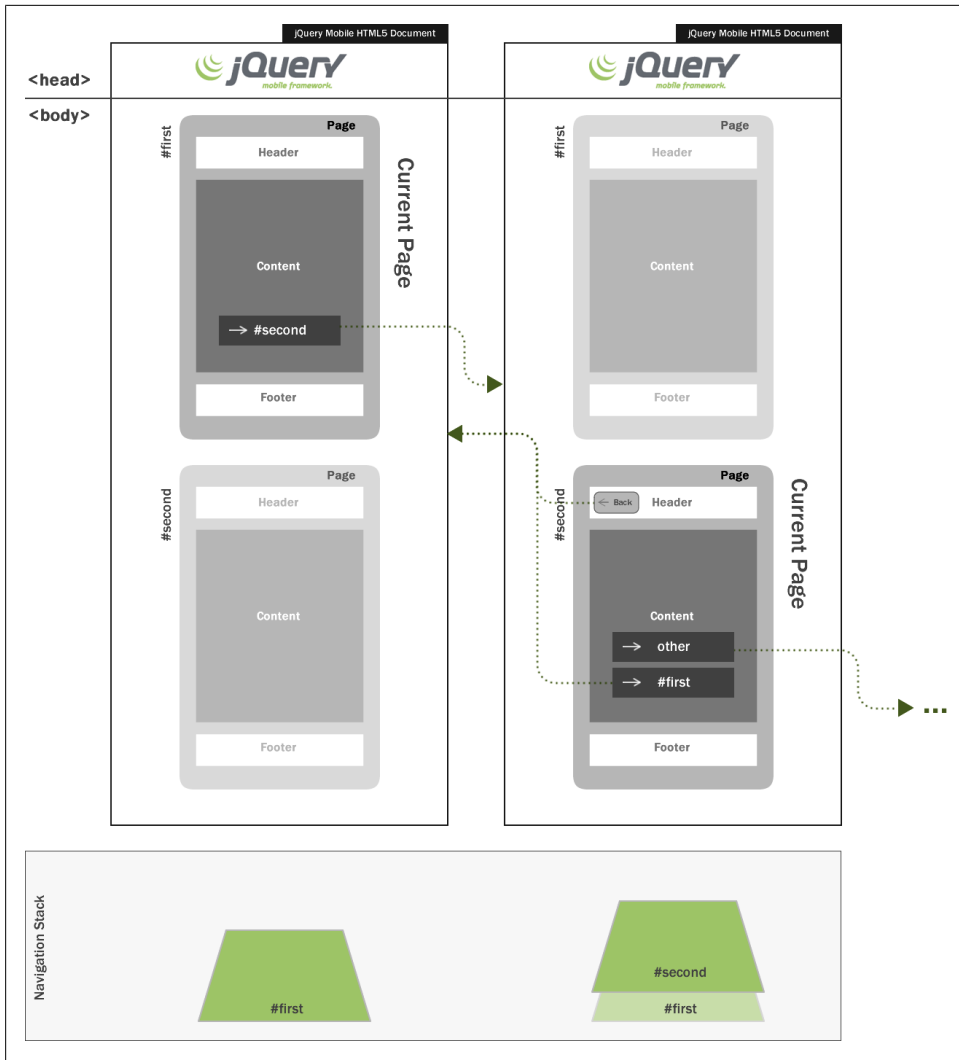 jQuery Mobile HTML5 Document
jQuery Mobile HTML5 Document
<head>
jQuery
mobile framework.
jQuery
mobile framework.
<body>
#first
Page
Header
Content
→ #second
Footer
Current Page
#first
Page
Header
Content
Footer
#second
Page
Header
Content
Footer
#second
Page
← Back
Header
Content
→ other
→ #first
Footer
Current Page
...
Navigation Stack
#first
#second
#first